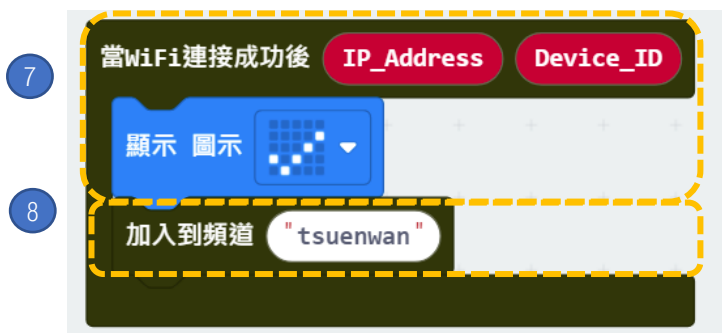 7
當WiFi連接成功後 IP_Address Device_ID
顯示 圖示
8
加入到頻道 "tsuenwan"